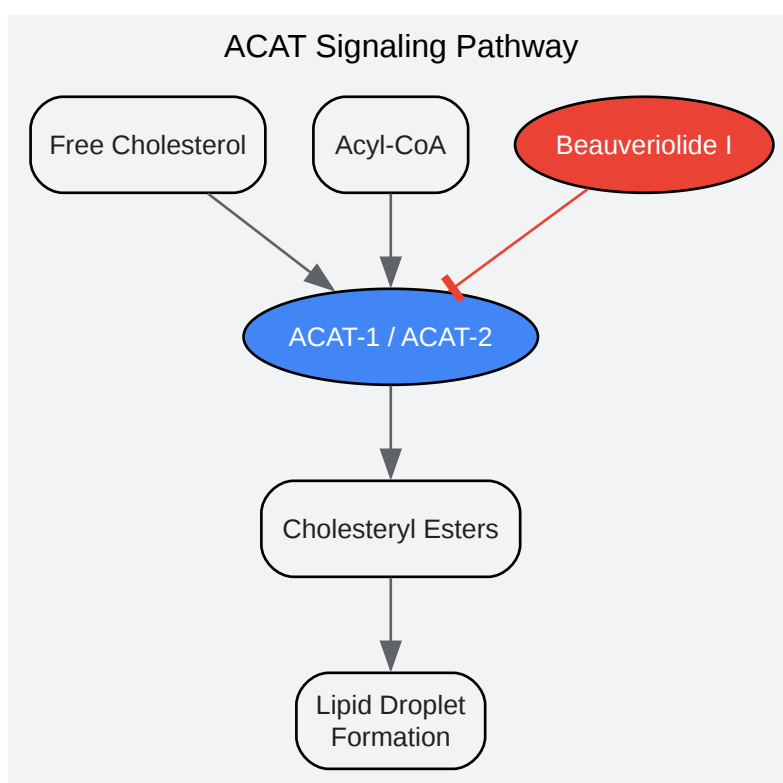 ACAT Signaling Pathway
Free Cholesterol
Acyl-CoA
Beauveriolide I
ACAT-1 / ACAT-2
Cholesteryl Esters
Lipid Droplet
Formation